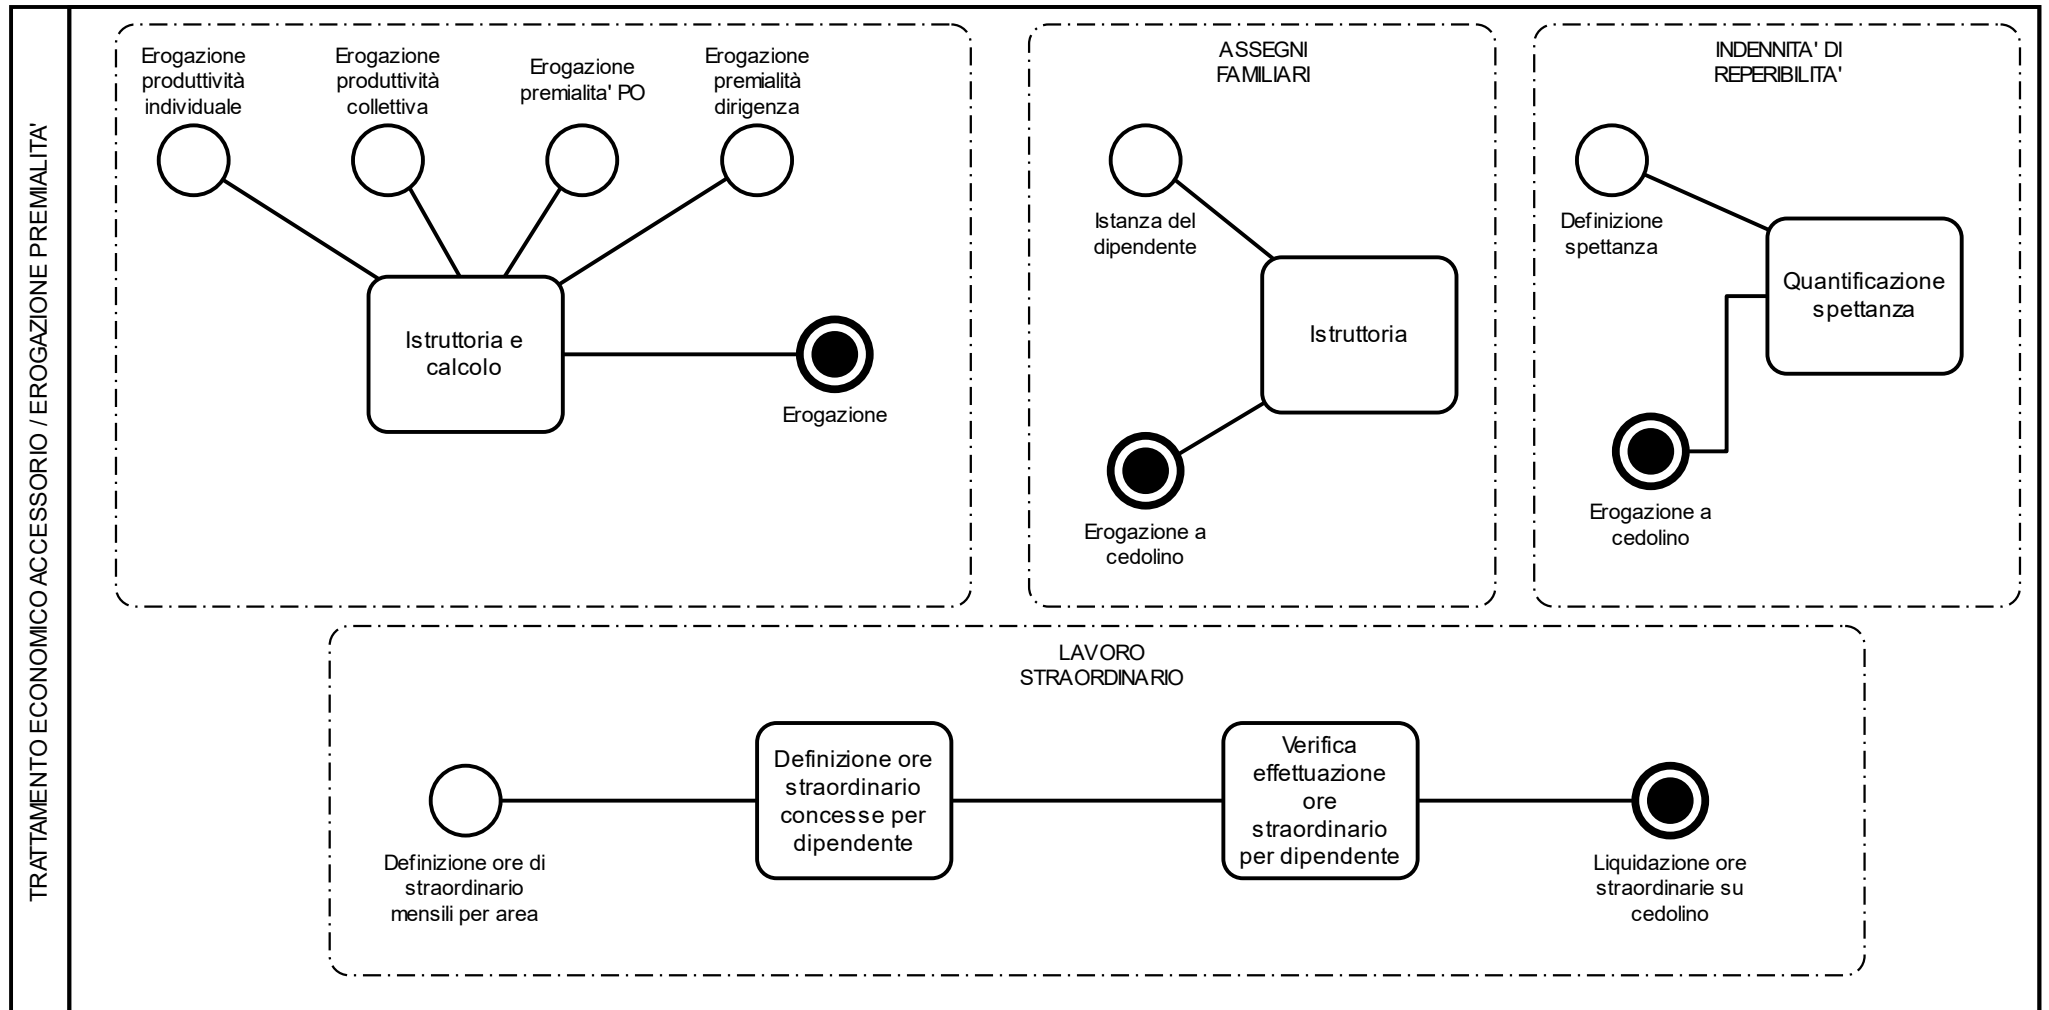 TRATTAMENTO ECONOMICO ACCESSORIO / EROGAZIONE PREMIALITA'
Erogazione
produttività
individuale
Erogazione
produttività
collettiva
Erogazione
premialita' PO
Erogazione
premialità
dirigenza
Istruttoria e
calcolo
Erogazione
ASSEGNI
FAMILIARI
Istanza del
dipendente
Istruttoria
Erogazione a
cedolino
INDENNITA' DI
REPERIBILITA'
Definizione
spettanza
Quantificazione
spettanza
Erogazione a
cedolino
LAVORO
STRAORDINARIO
Definizione ore di
straordinario
mensili per area
Definizione ore
straordinario
concesse per
dipendente
Verifica
effettuazione
ore
straordinario
per dipendente
Liquidazione ore
straordinarie su
cedolino